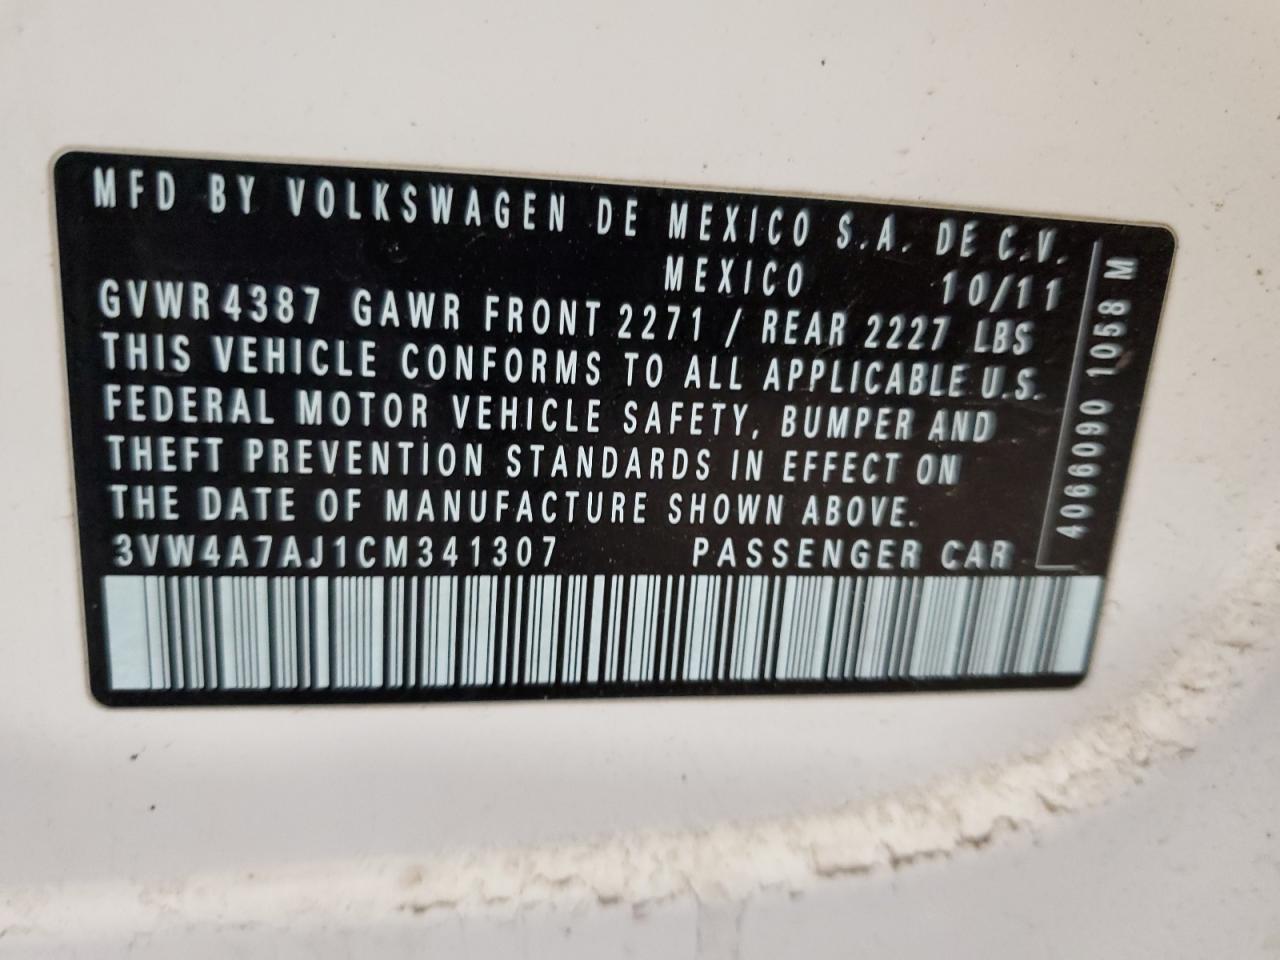 MFD BY VOLKSWAGEN DE MEXICO S.A. DE C.V.
MEXICO 10/11
GVWR 4387 GAWR FRONT 2271 / REAR 2227 LBS
THIS VEHICLE CONFORMS TO ALL APPLICABLE U.S.
FEDERAL MOTOR VEHICLE SAFETY, BUMPER AND
THEFT PREVENTION STANDARDS IN EFFECT ON
THE DATE OF MANUFACTURE SHOWN ABOVE.
3VW4A7AJ1CM341307 PASSENGER CAR
4066090 1058 M